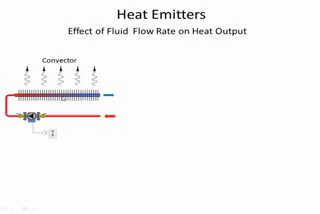 Heat Emitters
Effect of Fluid Flow Rate on Heat Output
Convector